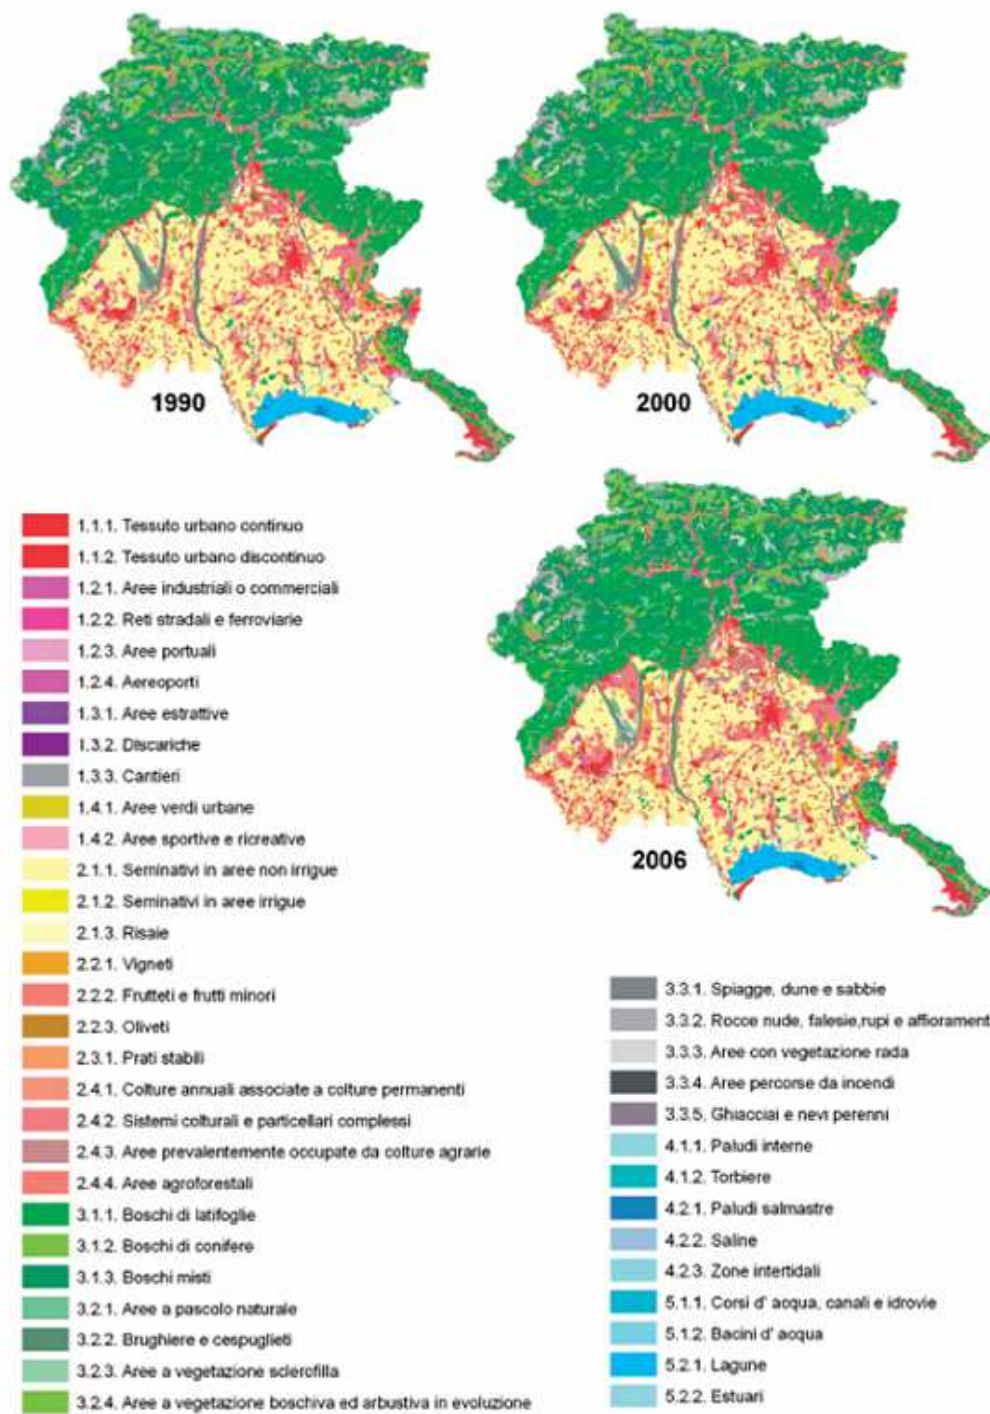 1990
2000
2006
1.1.1. Tessuto urbano continuo
1.1.2. Tessuto urbano discontinuo
1.2.1. Aree industriali o commerciali
1.2.2. Reti stradali e ferroviarie
1.2.3. Aree portuali
1.2.4. Aereoporti
1.3.1. Aree estrattive
1.3.2. Discariche
1.3.3. Cantieri
1.4.1. Aree verdi urbane
1.4.2. Aree sportive e ricreative
2.1.1. Seminativi in aree non irrigue
2.1.2. Seminativi in aree irrigue
2.1.3. Risaie
2.2.1. Vigneti
2.2.2. Frutteti e frutti minori
2.2.3. Oliveti
2.3.1. Prati stabili
2.4.1. Colture annuali associate a colture permanenti
2.4.2. Sistemi colturali e particellari complessi
2.4.3. Aree prevalentemente occupate da colture agrarie
2.4.4. Aree agroforestali
3.1.1. Boschi di latifoglie
3.1.2. Boschi di conifere
3.1.3. Boschi misti
3.2.1. Aree a pascolo naturale
3.2.2. Brughiere e cespuglieti
3.2.3. Aree a vegetazione sclerofilla
3.2.4. Aree a vegetazione boschiva ed arbustiva in evoluzione
3.3.1. Spiagge, dune e sabbie
3.3.2. Rocce nude, falesie,rupi e affiorament
3.3.3. Aree con vegetazione rada
3.3.4. Aree percorse da incendi
3.3.5. Ghiacciai e nevi perenni
4.1.1. Paludi interne
4.1.2. Torbiere
4.2.1. Paludi salmastre
4.2.2. Saline
4.2.3. Zone intertidali
5.1.1. Corsi d' acqua, canali e idrovie
5.1.2. Bacini d' acqua
5.2.1. Lagune
5.2.2. Estuari